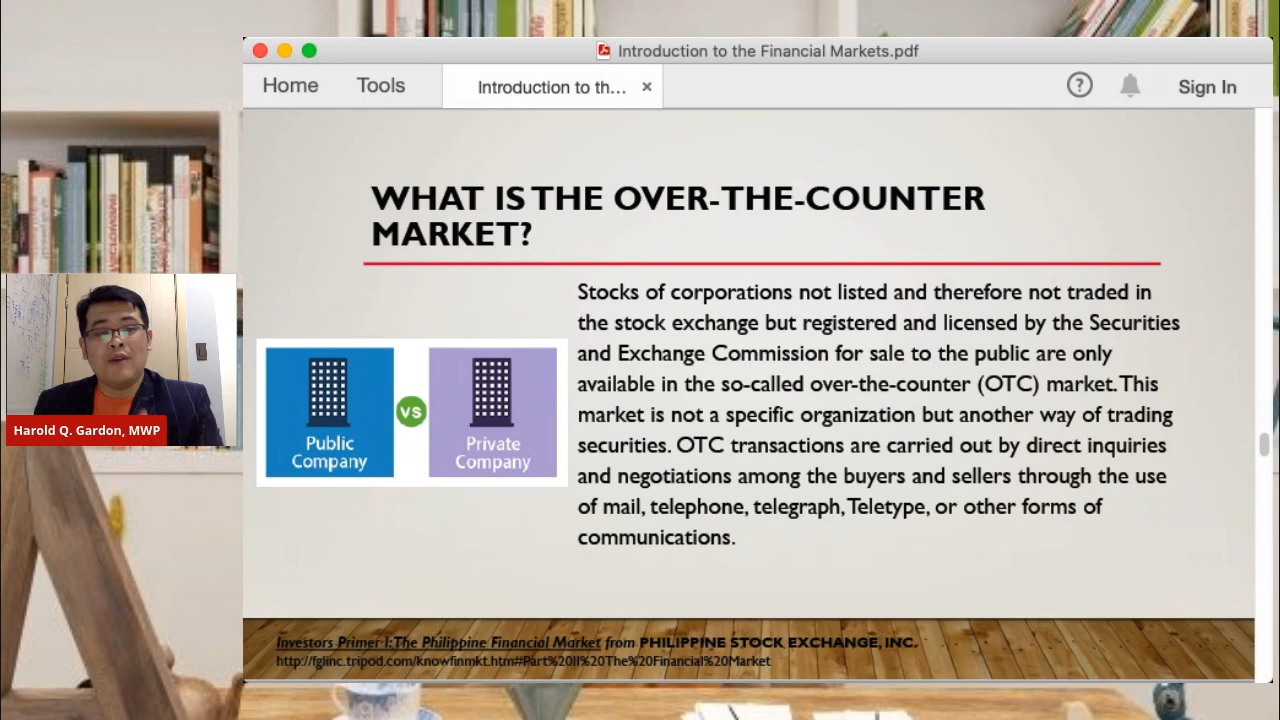 Introduction to the Financial Markets.pdf
Home Tools Introduction to th... × ? Sign In
WHAT IS THE OVER-THE-COUNTER
MARKET?
Stocks of corporations not listed and therefore not traded in
the stock exchange but registered and licensed by the Securities
and Exchange Commission for sale to the public are only
available in the so-called over-the-counter (OTC) market. This
market is not a specific organization but another way of trading
securities. OTC transactions are carried out by direct inquiries
and negotiations among the buyers and sellers through the use
of mail, telephone, telegraph, Teletype, or other forms of
communications.
Public
Company
VS
Private
Company
Harold Q. Gardon, MWP
Investors Primer I: The Philippine Financial Market from PHILIPPINE STOCK EXCHANGE, INC.
http://fglinc.tripod.com/knowfinmkt.htm#Part%20II%20The%20Financial%20Market